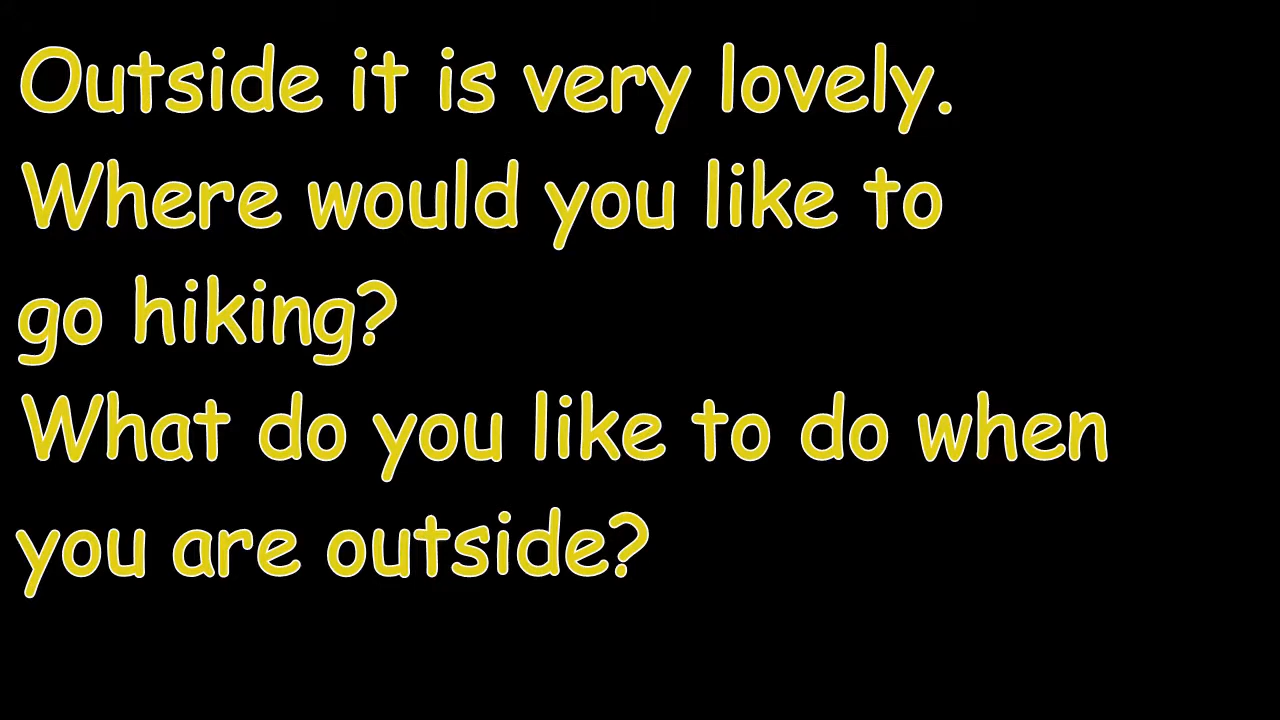 Outside it is very lovely.
Where would you like to
go hiking?
What do you like to do when
you are outside?